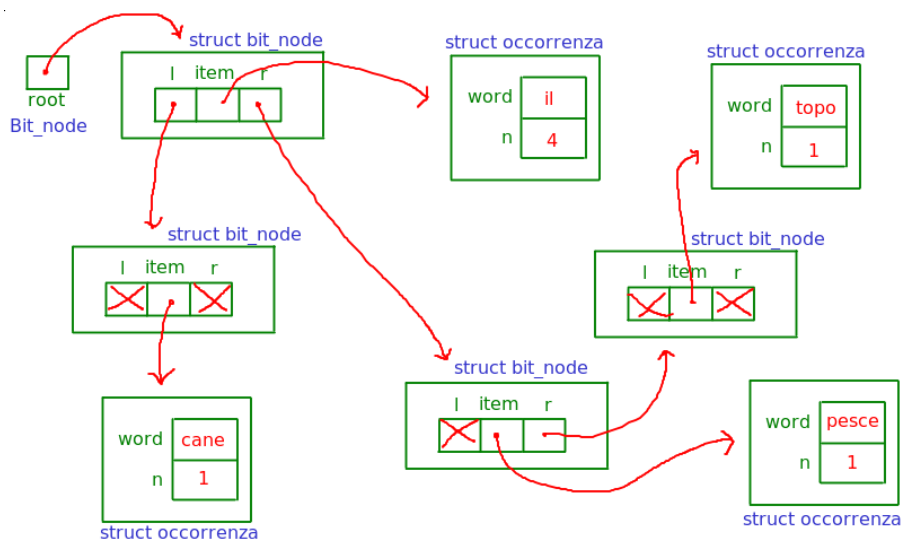 struct bit_node
l item r
root
Bit_node
struct occorrenza
word il
n 4
struct occorrenza
word topo
n 1
struct bit_node
l item r
struct occorrenza
word cane
n 1
struct bit_node
l item r
struct bit_node
l item r
word pesce
n 1
struct occorrenza